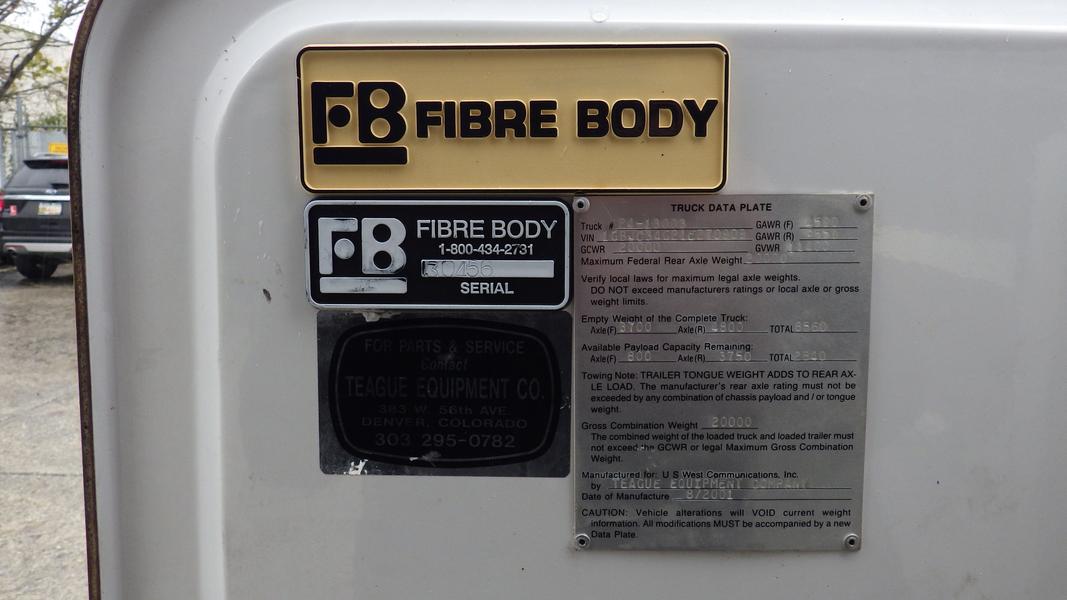 FB FIBRE BODY
FB FIBRE BODY
1-800-434-2731
30456
SERIAL
FOR PARTS & SERVICE
Contact
TEAGUE EQUIPMENT CO.
383 W. 56th AVE.
DENVER, COLORADO
303 295-0782
TRUCK DATA PLATE
Truck # GAWR (F)
VIN GAWR (R)
GCWR 20000 GVWR
Maximum Federal Rear Axle Weight
Verify local laws for maximum legal axle weights.
DO NOT exceed manufacturers ratings or local axle or gross
weight limits.
Empty Weight of the Complete Truck:
Axle(F) 3700 Axle(R) 4800 TOTAL
Available Payload Capacity Remaining:
Axle(F) 800 Axle(R) 3750 TOTAL
Towing Note: TRAILER TONGUE WEIGHT ADDS TO REAR AX-
LE LOAD. The manufacturer's rear axle rating must not be
exceeded by any combination of chassis payload and / or tongue
weight.
Gross Combination Weight 20000
The combined weight of the loaded truck and loaded trailer must
not exceed the GCWR or legal Maximum Gross Combination
Weight.
Manufactured for: U S West Communications, Inc.
by TEAGUE EQUIPMENT COMPANY
Date of Manufacture 8/2001
CAUTION: Vehicle alterations will VOID current weight
information. All modifications MUST be accompanied by a new
Data Plate.